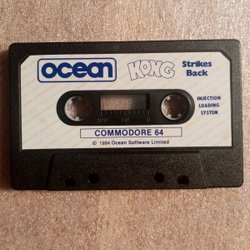 ocean
KONG Strikes
Back
INJECTION
LOADING
SYSTEM
COMMODORE 64
© 1984 Ocean Software Limited